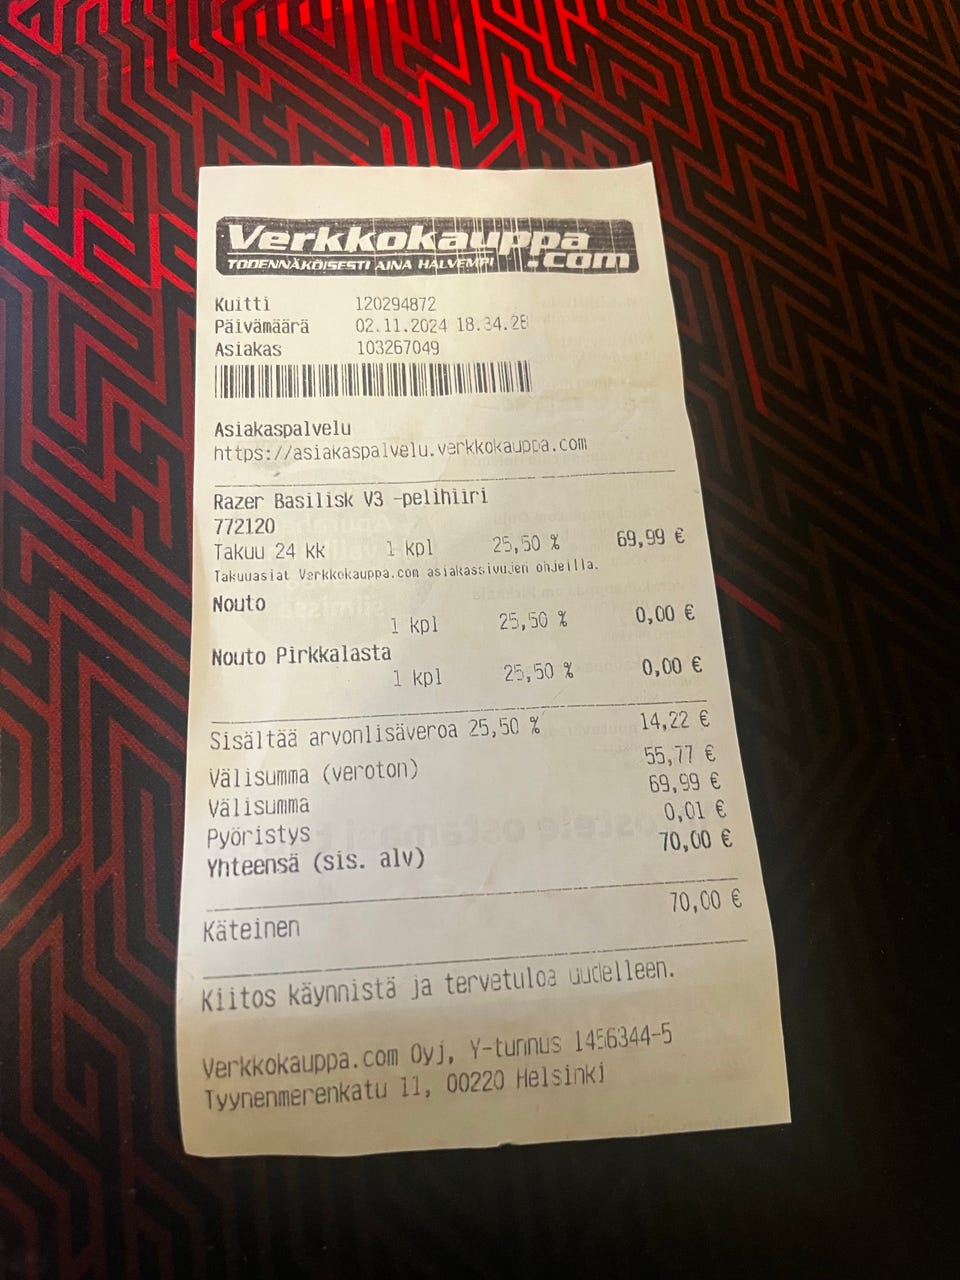 Verkkokauppa
.com
TODENNÄKÖISESTI AINA HALVEMPI
Kuitti 120294872
Päivämäärä 02.11.2024 18.34.28
Asiakas 103267049
Asiakaspalvelu
https://asiakaspalvelu.verkkokauppa.com
Razer Basilisk V3 -pelihiiri
772120
Takuu 24 kk 1 kpl 25,50 % 69,99 €
Takuuasiat Verkkokauppa.com asiakassivujen ohjeilla.
Nouto
1 kpl 25,50 % 0,00 €
Nouto Pirkkalasta
1 kpl 25,50 % 0,00 €
Sisältää arvonlisäveroa 25,50 % 14,22 €
Välisumma (veroton) 55,77 €
Välisumma 69,99 €
Pyöristys 0,01 €
Yhteensä (sis. alv) 70,00 €
Käteinen 70,00 €
Kiitos käynnistä ja tervetuloa uudelleen.
Verkkokauppa.com Oyj, Y-tunnus 1456344-5
Tyynenmerenkatu 11, 00220 Helsinki